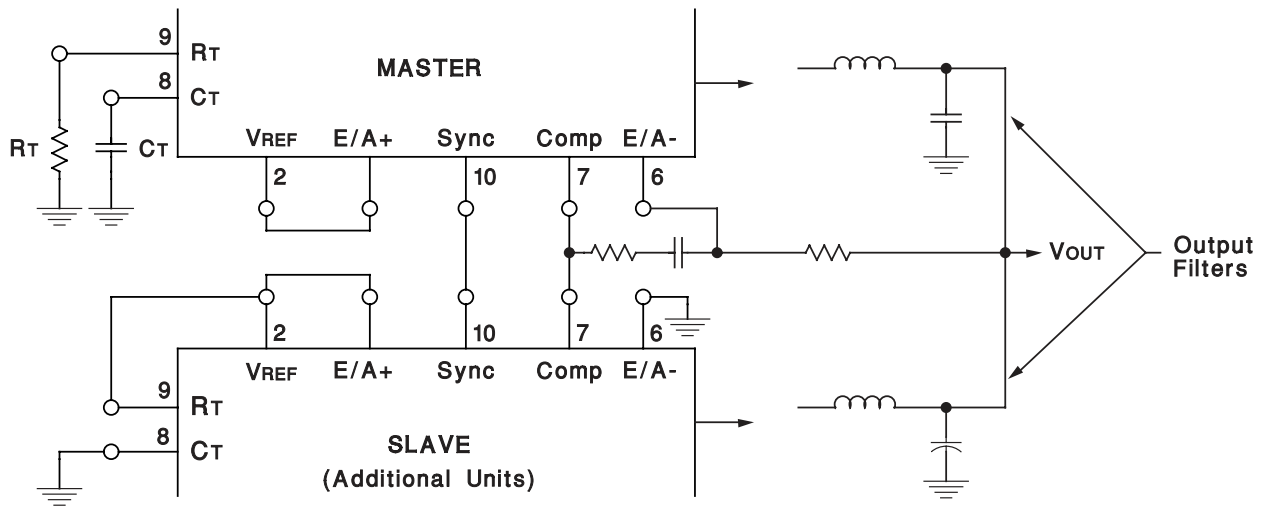 9
RT
MASTER
8
CT
RT
CT
VREF E/A+ Sync Comp E/A-
2 10 7 6
VOUT
Output
Filters
2 10 7 6
VREF E/A+ Sync Comp E/A-
9
RT
8
CT
SLAVE
(Additional Units)